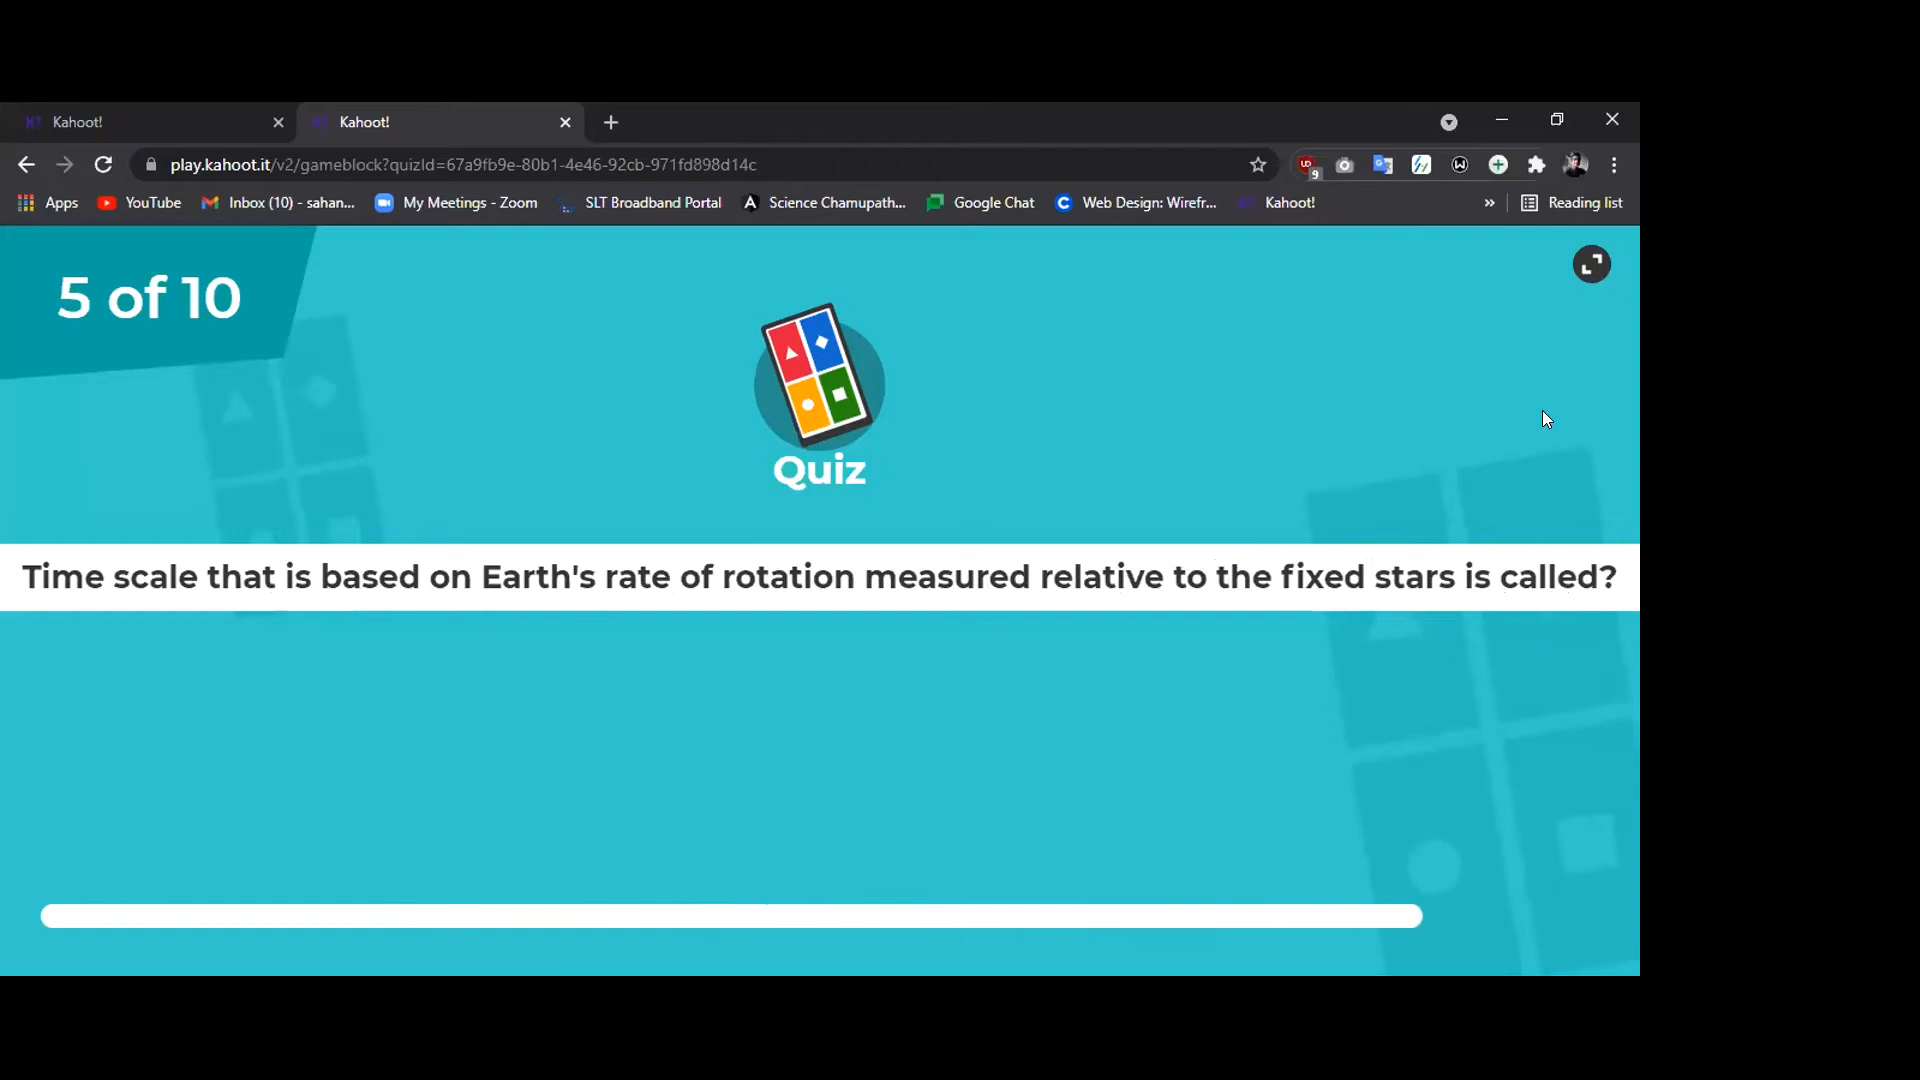 Kahoot!
Kahoot!
play.kahoot.it/v2/gameblock?quizId=67a9fb9e-80b1-4e46-92cb-971fd898d14c
9
Apps YouTube Inbox (10) - sahan... My Meetings - Zoom SLT Broadband Portal Science Chamupath... Google Chat Web Design: Wirefr... Kahoot! » Reading list
5 of 10
Quiz
Time scale that is based on Earth's rate of rotation measured relative to the fixed stars is called?